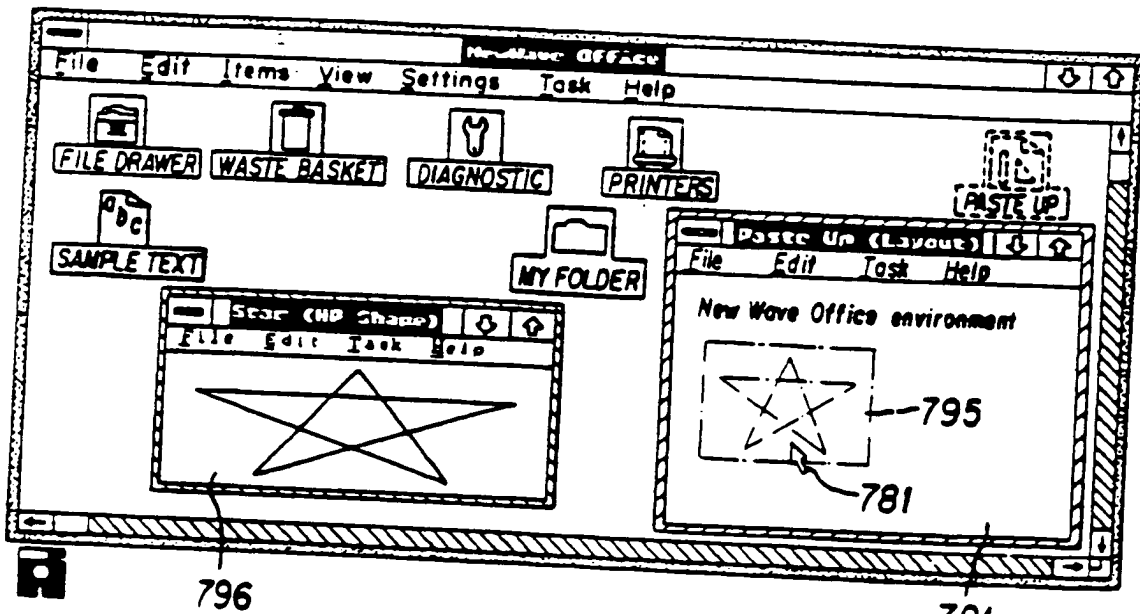 NewWave Office
File Edit Items View Settings Task Help
FILE DRAWER
WASTE BASKET
DIAGNOSTIC
PRINTERS
PASTE UP
abc
SAMPLE TEXT
MY FOLDER
Paste Up (Layout)
File Edit Task Help
New Wave Office environment
795
781
Star (HP Shape)
File Edit Task Help
796